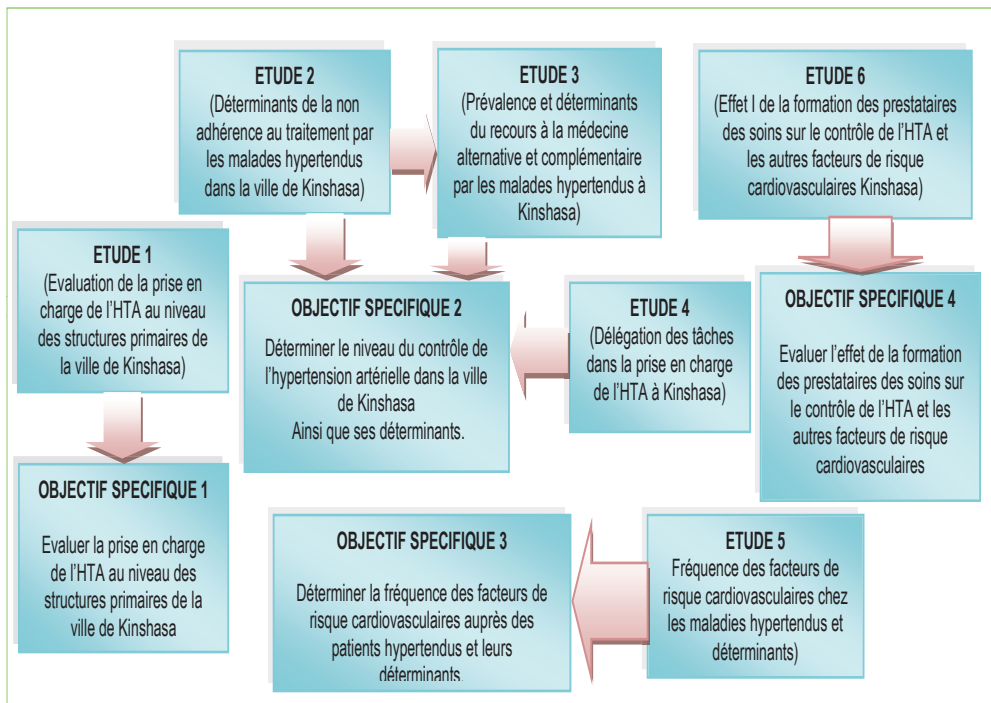 ETUDE 2
(Déterminants de la non
adhérence au traitement par
les malades hypertendus
dans la ville de Kinshasa)
ETUDE 3
(Prévalence et déterminants
du recours à la médecine
alternative et complémentaire
par les malades hypertendus à
Kinshasa)
ETUDE 6
(Effet I de la formation des prestataires
des soins sur le contrôle de l'HTA et
les autres facteurs de risque
cardiovasculaires Kinshasa)
ETUDE 1
(Evaluation de la prise en
charge de l'HTA au niveau
des structures primaires de
la ville de Kinshasa)
OBJECTIF SPECIFIQUE 2
Déterminer le niveau du contrôle de
l'hypertension artérielle dans la ville
de Kinshasa
Ainsi que ses déterminants.
ETUDE 4
(Délégation des tâches
dans la prise en charge
de l'HTA à Kinshasa)
OBJECTIF SPECIFIQUE 4
Evaluer l'effet de la formation
des prestataires des soins sur
le contrôle de l'HTA et les
autres facteurs de risque
cardiovasculaires
OBJECTIF SPECIFIQUE 1
Evaluer la prise en charge
de l'HTA au niveau des
structures primaires de la
ville de Kinshasa
OBJECTIF SPECIFIQUE 3
Déterminer la fréquence des facteurs de
risque cardiovasculaires auprès des
patients hypertendus et leurs
déterminants.
ETUDE 5
Fréquence des facteurs de
risque cardiovasculaires chez
les maladies hypertendus et
déterminants)